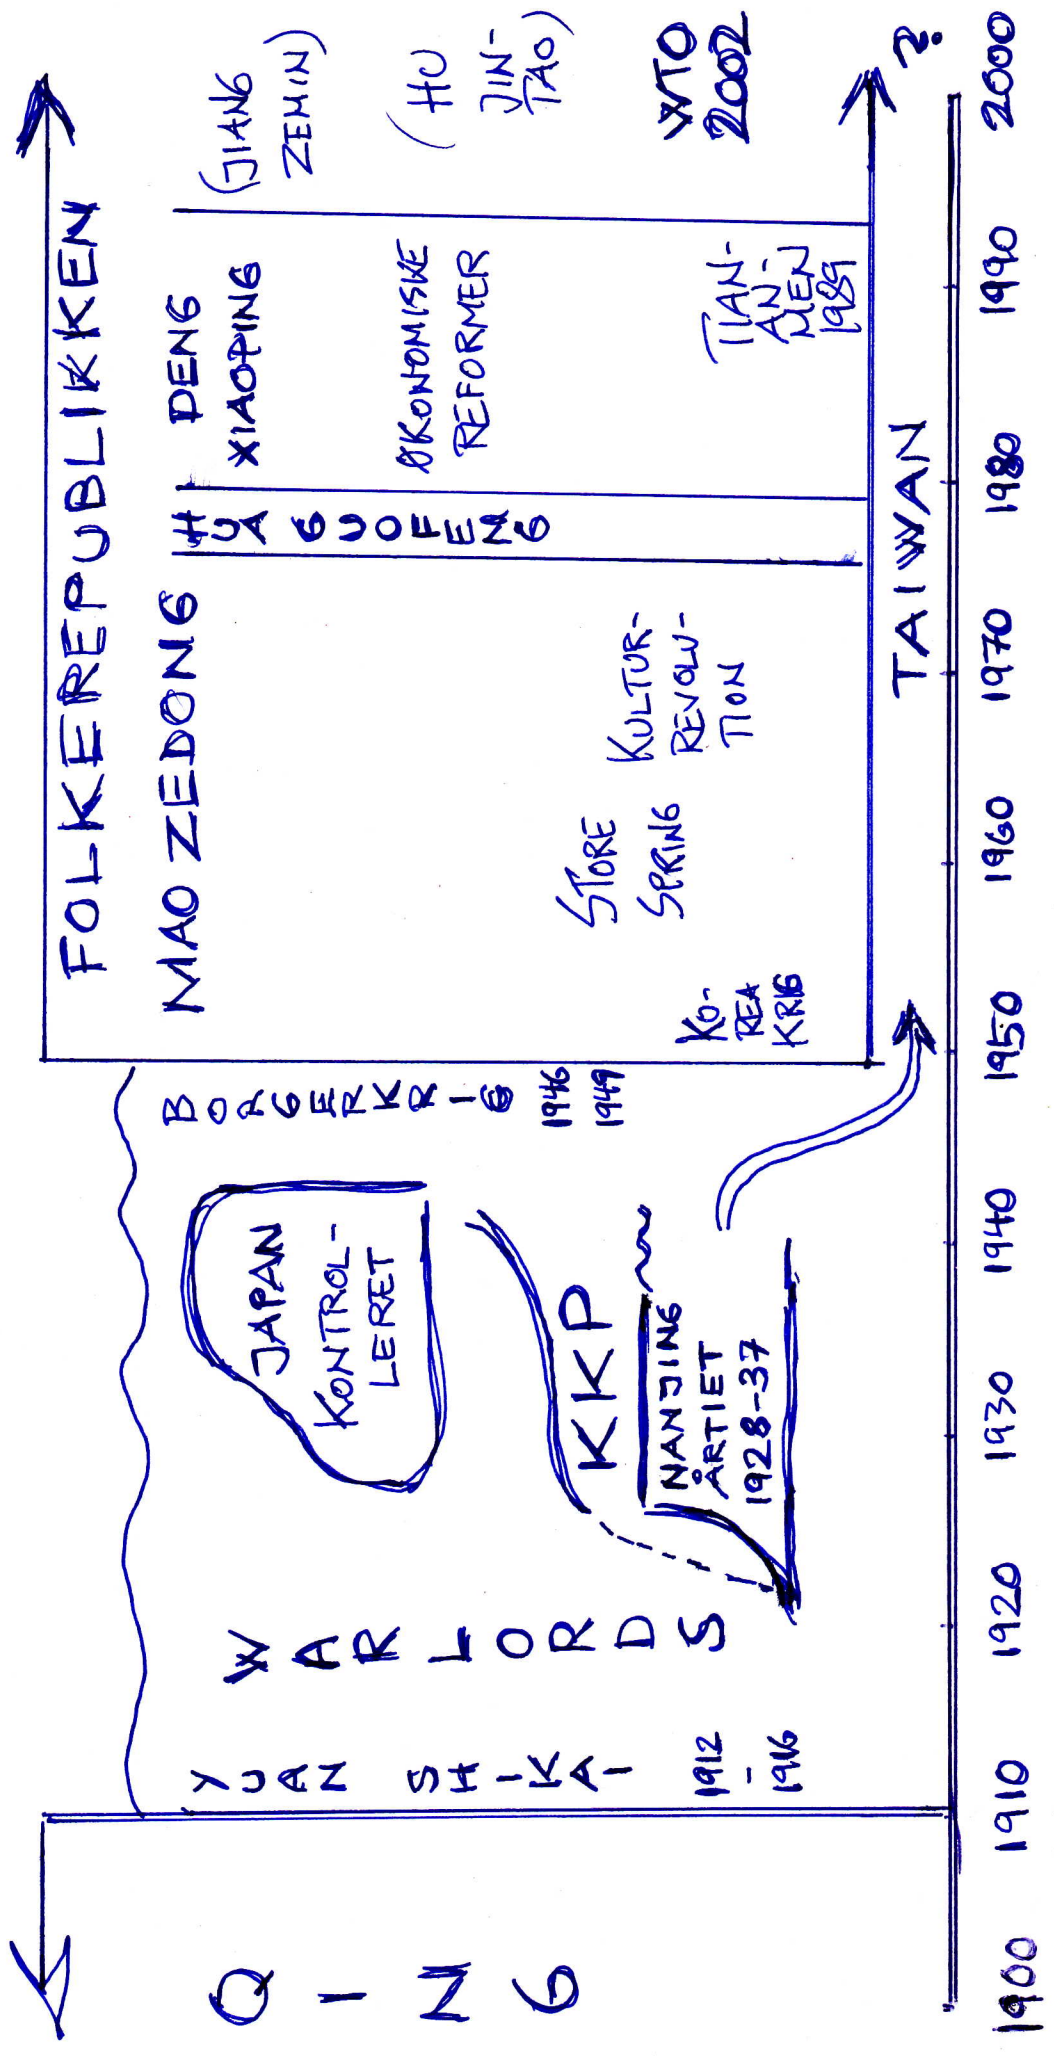 QING
YUAN SHIKAI
1912
-
1916
WARLORDS
JAPAN
KONTROL-
LERET
KKP
NANJING
ÅRTIET
1928-37
BORGERKRIG
1946
1949
FOLKEREPUBLIKKEN
MAO ZEDONG
KO-
REA
KRIG
STORE
SPRING
KULTUR-
REVOLU-
TION
HUA GUOFENG
DENG
XIAOPING
ØKONOMISKE
REFORMER
TIAN-
AN-
MEN
1989
(JIANG
ZEMIN)
(HU
JIN-
TAO)
WTO
2002
TAIWAN
?
1900 1910 1920 1930 1940 1950 1960 1970 1980 1990 2000